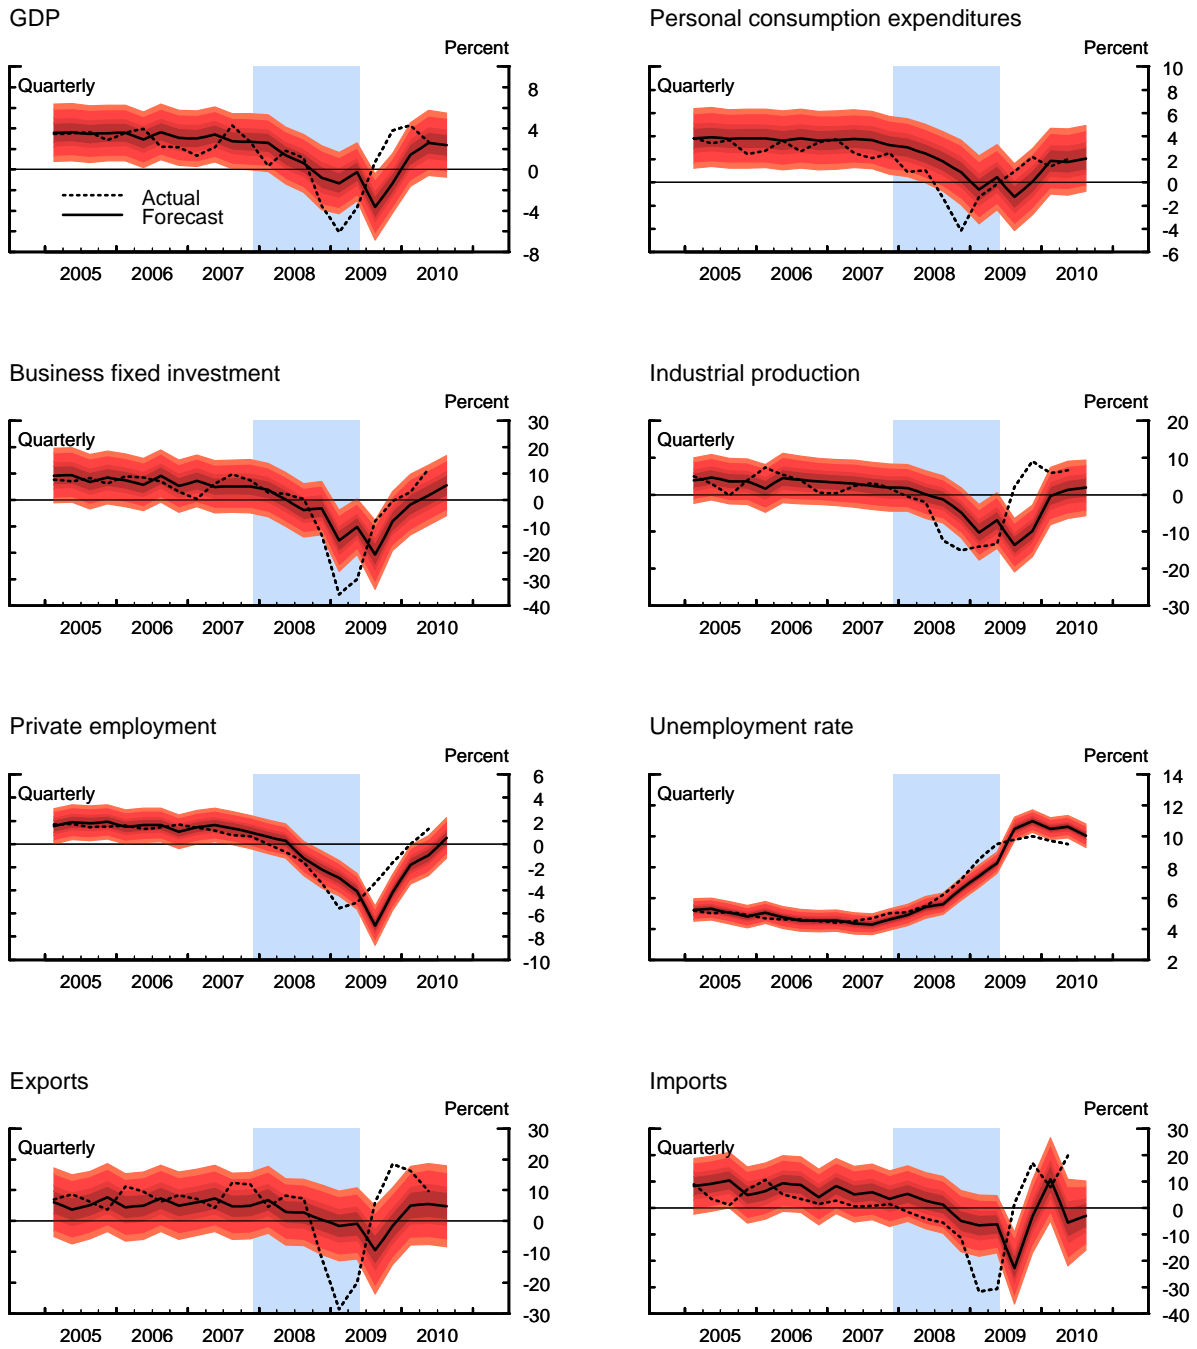 GDP
Percent
Quarterly
8
4
0
-4
-8
Actual
Forecast
2005 2006 2007 2008 2009 2010
Personal consumption expenditures
Percent
Quarterly
10
8
6
4
2
0
-2
-4
-6
2005 2006 2007 2008 2009 2010
Business fixed investment
Percent
Quarterly
30
20
10
0
-10
-20
-30
-40
2005 2006 2007 2008 2009 2010
Industrial production
Percent
Quarterly
20
10
0
-10
-20
-30
2005 2006 2007 2008 2009 2010
Private employment
Percent
Quarterly
6
4
2
0
-2
-4
-6
-8
-10
2005 2006 2007 2008 2009 2010
Unemployment rate
Percent
Quarterly
14
12
10
8
6
4
2
2005 2006 2007 2008 2009 2010
Exports
Percent
Quarterly
30
20
10
0
-10
-20
-30
2005 2006 2007 2008 2009 2010
Imports
Percent
Quarterly
30
20
10
0
-10
-20
-30
-40
2005 2006 2007 2008 2009 2010